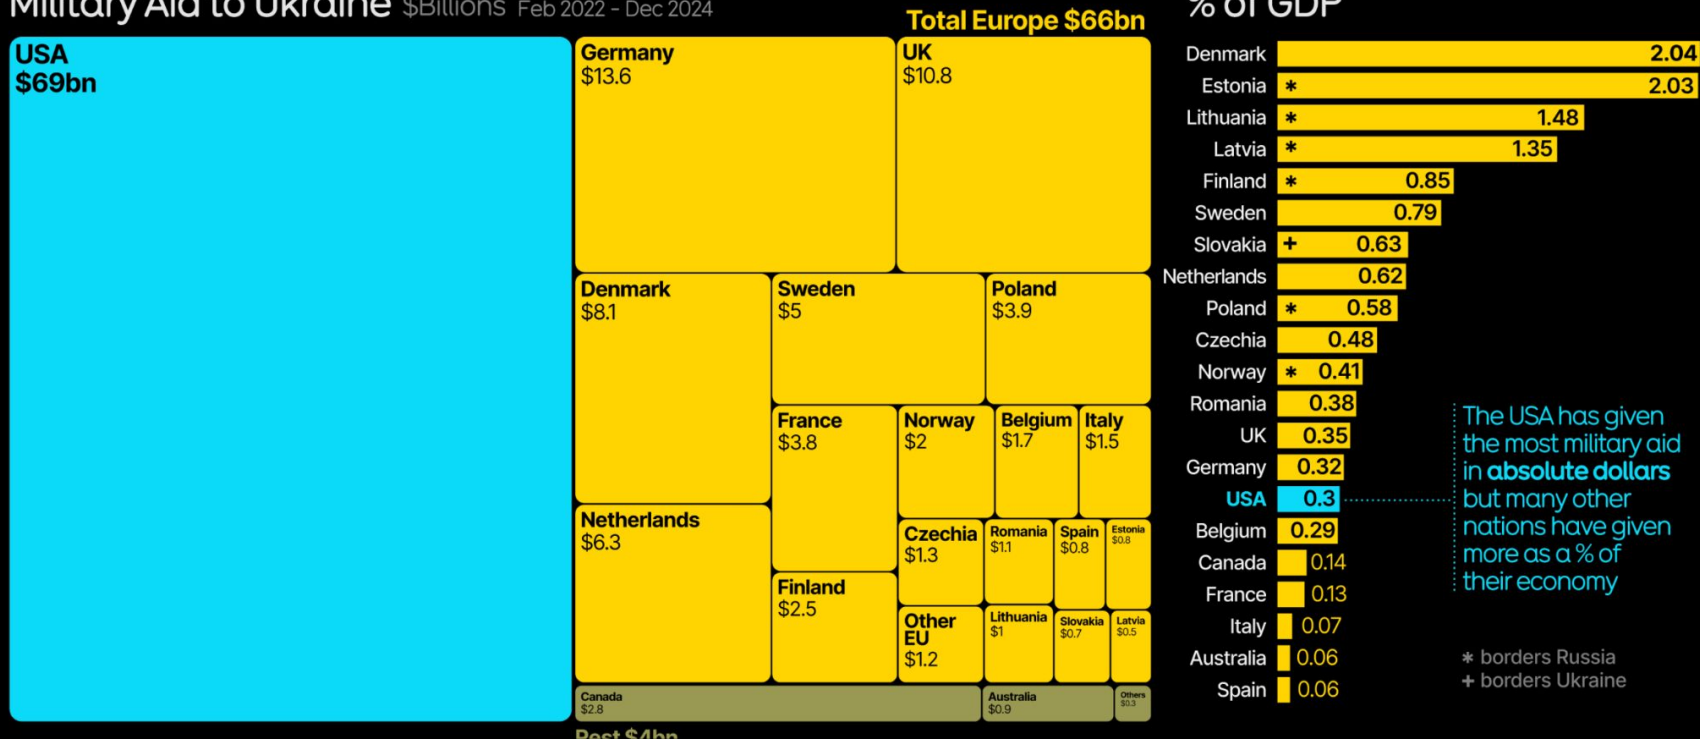 Military Aid to Ukraine $Billions Feb 2022 - Dec 2024
Total Europe $66bn
USA
$69bn
Germany
$13.6
UK
$10.8
Denmark
$8.1
Sweden
$5
Poland
$3.9
France
$3.8
Norway
$2
Belgium
$1.7
Italy
$1.5
Netherlands
$6.3
Finland
$2.5
Czechia
$1.3
Romania
$1.1
Spain
$0.8
Estonia
$0.8
Other
EU
$1.2
Lithuania
$1
Slovakia
$0.7
Latvia
$0.5
Canada
$2.8
Australia
$0.9
Others
$0.3
Rest $4bn
% of GDP
Denmark 2.04
Estonia * 2.03
Lithuania * 1.48
Latvia * 1.35
Finland * 0.85
Sweden 0.79
Slovakia + 0.63
Netherlands 0.62
Poland * 0.58
Czechia 0.48
Norway * 0.41
Romania 0.38
UK 0.35
Germany 0.32
USA 0.3
Belgium 0.29
Canada 0.14
France 0.13
Italy 0.07
Australia 0.06
Spain 0.06
The USA has given
the most military aid
in absolute dollars
but many other
nations have given
more as a % of
their economy
* borders Russia
+ borders Ukraine